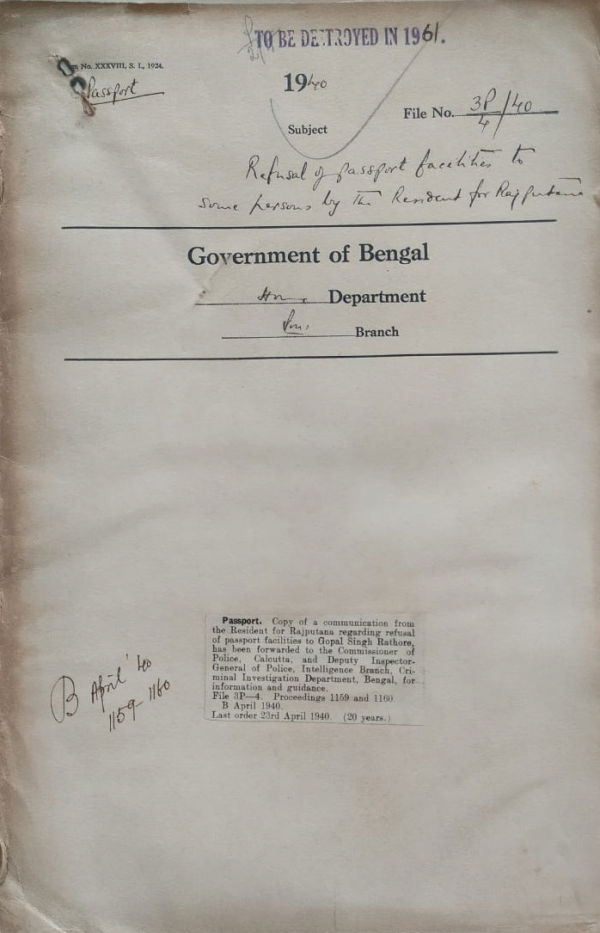 TO BE DESTROYED IN 1961.
No. XXXVIII, S. I., 1924.
Passport
1940
File No. 3P/4/40
Subject
Refusal of passport facilities to
some persons by the Resident for Rajputana
Government of Bengal
Department
Branch
Passport. Copy of a communication from
the Resident for Rajputana regarding refusal
of passport facilities to Gopal Singh Rathore,
has been forwarded to the Commissioner of
Police, Calcutta, and Deputy Inspector-
General of Police, Intelligence Branch, Cri-
minal Investigation Department, Bengal, for
information and guidance.
File 3P—4. Proceedings 1159 and 1160.
B April 1940.
Last order 23rd April 1940. (20 years.)
B April '40
1159-1160